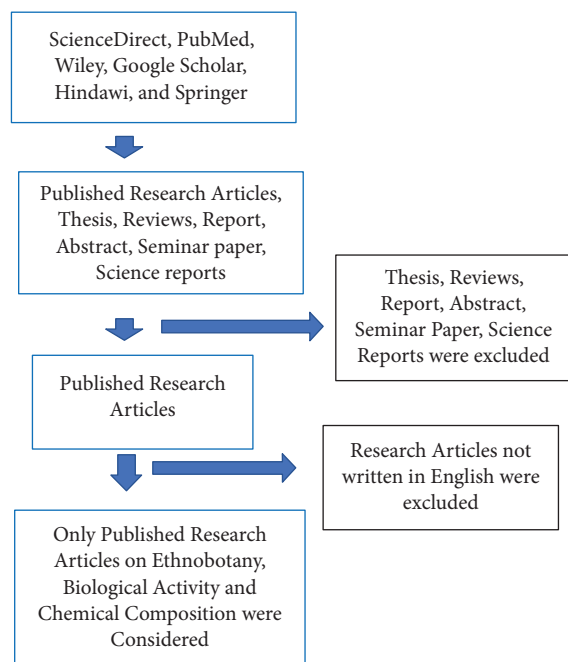 ScienceDirect, PubMed,
Wiley, Google Scholar,
Hindawi, and Springer
Published Research Articles,
Thesis, Reviews, Report,
Abstract, Seminar paper,
Science reports
Thesis, Reviews,
Report, Abstract,
Seminar Paper, Science
Reports were excluded
Published Research
Articles
Research Articles not
written in English were
excluded
Only Published Research
Articles on Ethnobotany,
Biological Activity and
Chemical Composition were
Considered